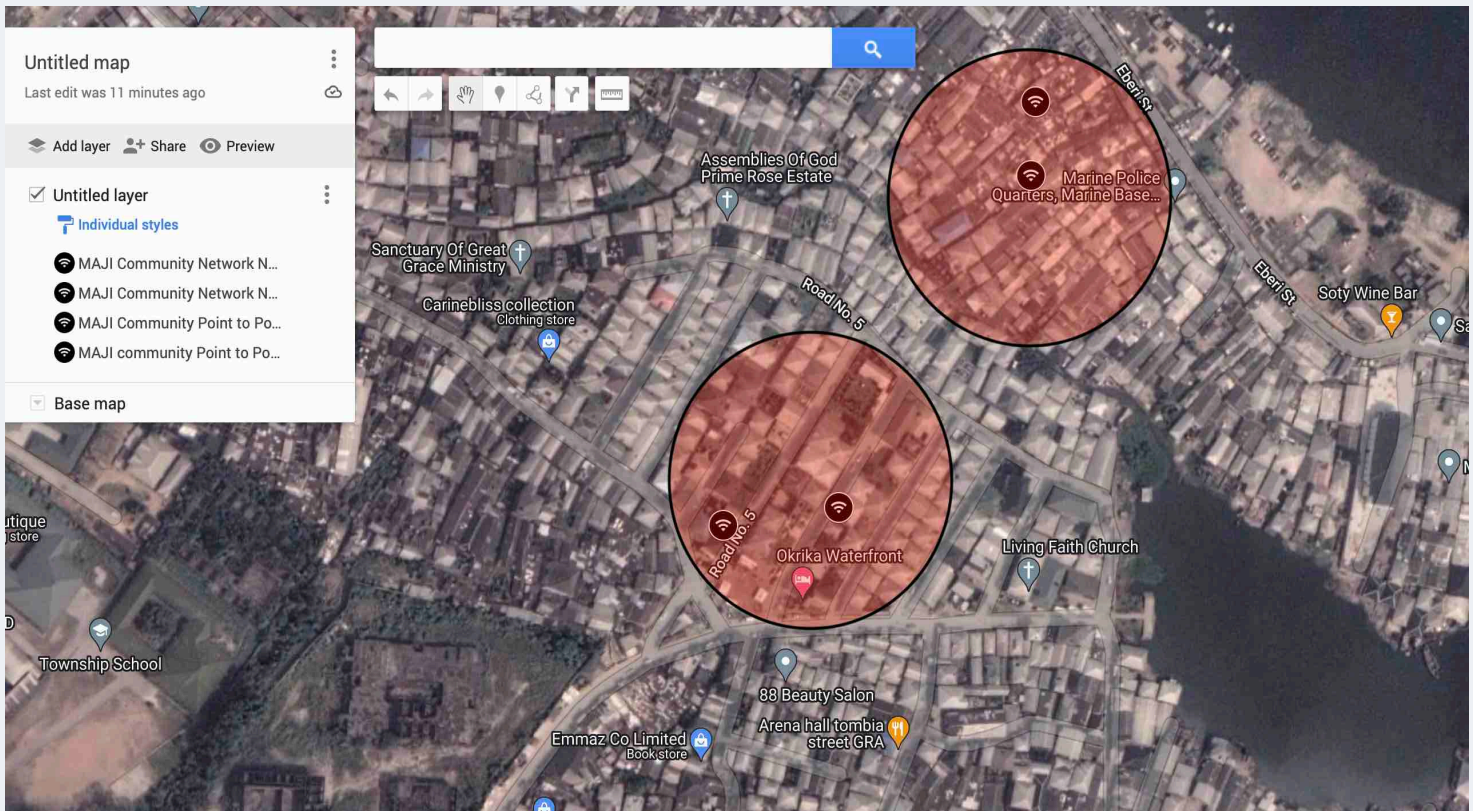 Untitled map
Last edit was 11 minutes ago
Add layer
Share
Preview
Untitled layer
Individual styles
MAJI Community Network N...
MAJI Community Network N...
MAJI Community Point to Po...
MAJI community Point to Po...
Base map
Eberi St
Assemblies Of God
Prime Rose Estate
Marine Police
Quarters, Marine Base...
Sanctuary Of Great
Grace Ministry
Eberi St
Road No. 5
Soty Wine Bar
Sa
Carinebliss collection
Clothing store
M
utique
store
Road No. 5
Okrika Waterfront
Living Faith Church
D
Township School
88 Beauty Salon
Arena hall tombia
street GRA
Emmaz Co Limited
Book store